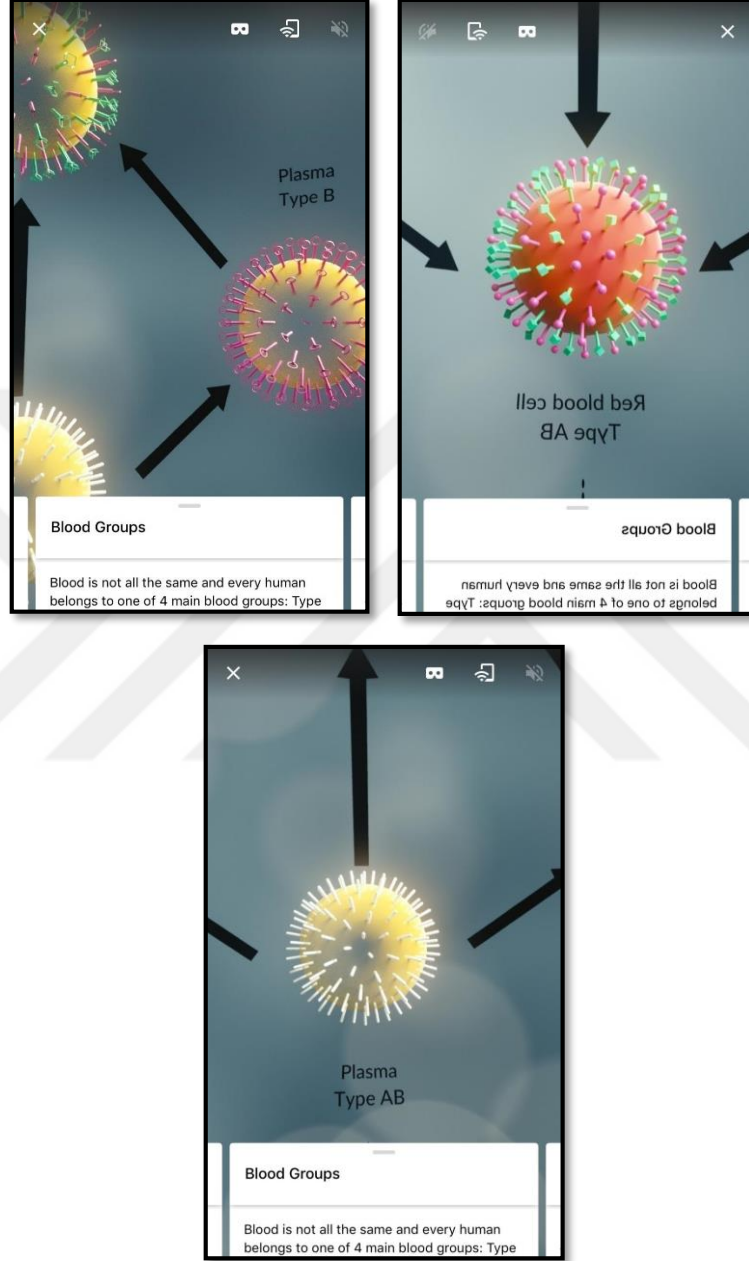 Plasma
Type B
Blood Groups
Blood is not all the same and every human
belongs to one of 4 main blood groups: Type
Red blood cell
Type AB
Blood Groups
Blood is not all the same and every human
belongs to one of 4 main blood groups: Type
Plasma
Type AB
Blood Groups
Blood is not all the same and every human
belongs to one of 4 main blood groups: Type